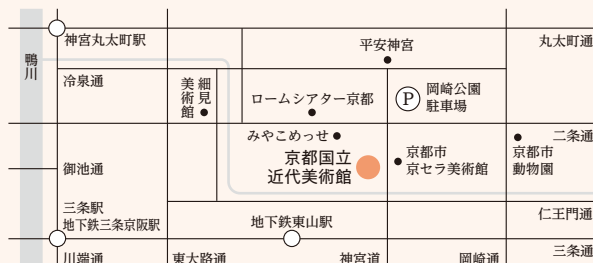 神宮丸太町駅
平安神宮
丸太町通
鴨川
冷泉通
細見
美術館
ロームシアター京都
P
岡崎公園
駐車場
みやこめっせ
二条通
京都国立
近代美術館
京都市
京セラ美術館
京都市
動物園
御池通
三条駅
地下鉄三条京阪駅
地下鉄東山駅
仁王門通
川端通
東大路通
神宮道
岡崎通
三条通